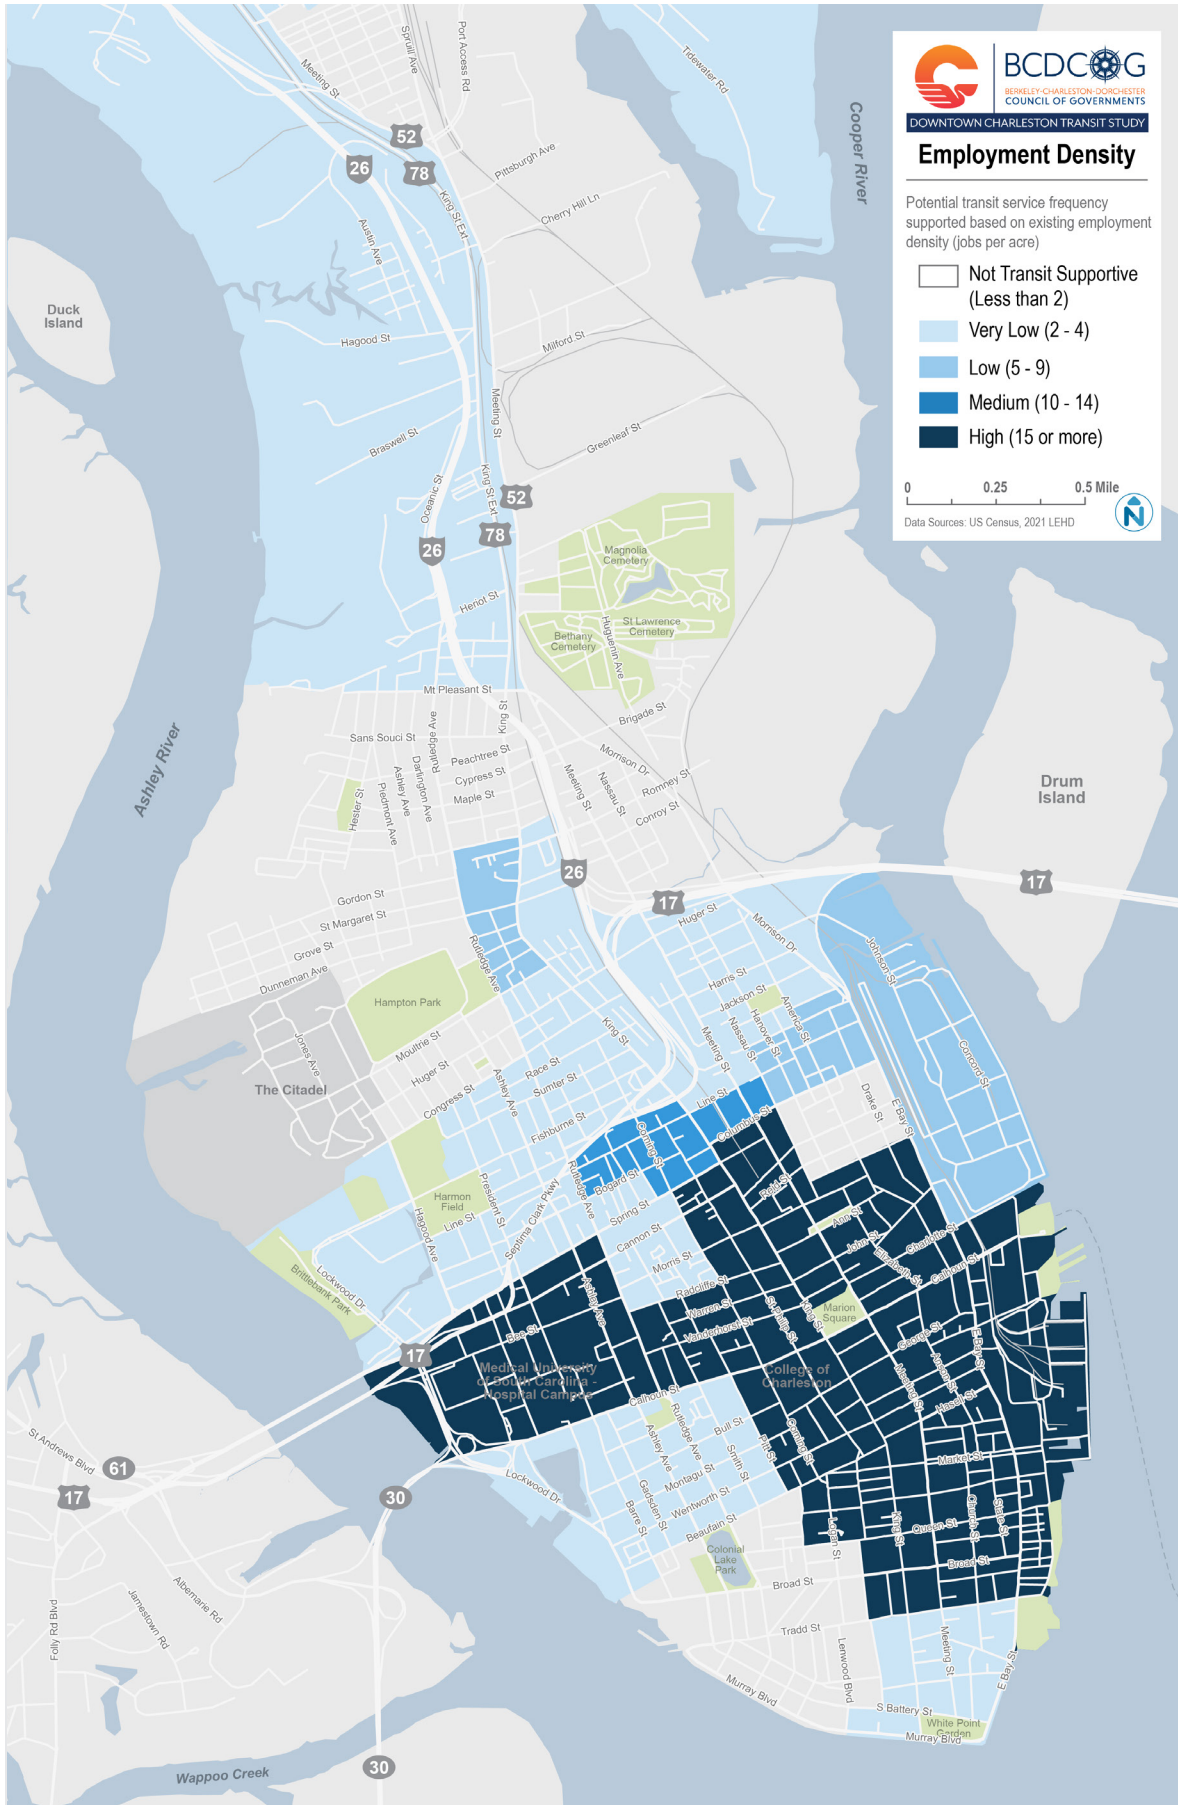 BCDCOG
BERKELEY-CHARLESTON-DORCHESTER
COUNCIL OF GOVERNMENTS
DOWNTOWN CHARLESTON TRANSIT STUDY
Employment Density
Potential transit service frequency
supported based on existing employment
density (jobs per acre)
Not Transit Supportive
(Less than 2)
Very Low (2 - 4)
Low (5 - 9)
Medium (10 - 14)
High (15 or more)
0 0.25 0.5 Mile
Data Sources: US Census, 2021 LEHD
N
Spruill Ave
Port Access Rd
Meeting St
Tidewater Rd
Cooper River
52
26
78
Pittsburgh Ave
King St Ext
Cherry Hill Ln
Austin Ave
Duck
Island
Hagood St
Milford St
Meeting St
Braswell St
Greenleaf St
Oceanic St
King St Ext
52
78
26
Magnolia
Cemetery
Heriot St
St Lawrence
Cemetery
Bethany
Cemetery
Huguenin Ave
Mt Pleasant St
King St
Brigade St
Ashley River
Sans Souci St
Rutledge Ave
Peachtree St
Morrison Dr
Darlington Ave
Cypress St
Ashley Ave
Maple St
Meeting St
Nassau St
Romney St
Conroy St
Hester St
Piedmont Ave
Drum
Island
26
17
17
Gordon St
St Margaret St
Huger St
Morrison Dr
Grove St
Rutledge Ave
Johnson St
Dunneman Ave
Harris St
Hampton Park
Jackson St
America St
Hanover St
Nassau St
Meeting St
King St
Jones Ave
Moultrie St
Concord St
Huger St
Race St
The Citadel
Ashley Ave
Sumter St
Congress St
Line St
Drake St
E Bay St
Columbus St
Fishburne St
Coming St
Rutledge Ave
Bogard St
Reid St
Harmon
Field
President St
Septima Clark Pkwy
Line St
Hagood Ave
Spring St
Ann St
Cannon St
John St
Charlotte St
Elizabeth St
Calhoun St
Morris St
Lockwood Dr
Brittlebank Park
Ashley Ave
Radcliffe St
Warren St
St Philip St
King St
Marion
Square
Vanderhorst St
Bee St
George St
E Bay St
17
Medical University
of South Carolina -
Hospital Campus
College of
Charleston
Anson St
Meeting St
Hasell St
Calhoun St
Rutledge Ave
Bull St
Ashley Ave
Smith St
Pitt St
Coming St
St Andrews Blvd
61
17
30
Market St
Montagu St
Lockwood Dr
Gadsden St
Wentworth St
Barre St
Beaufain St
Logan St
King St
Queen St
Church St
State St
Colonial
Lake
Park
Broad St
Broad St
Albemarle Rd
Jamestown Rd
Folly Rd Blvd
Tradd St
Lenwood Blvd
Meeting St
E Bay St
Murray Blvd
S Battery St
White Point
Garden
Murray Blvd
30
Wappoo Creek